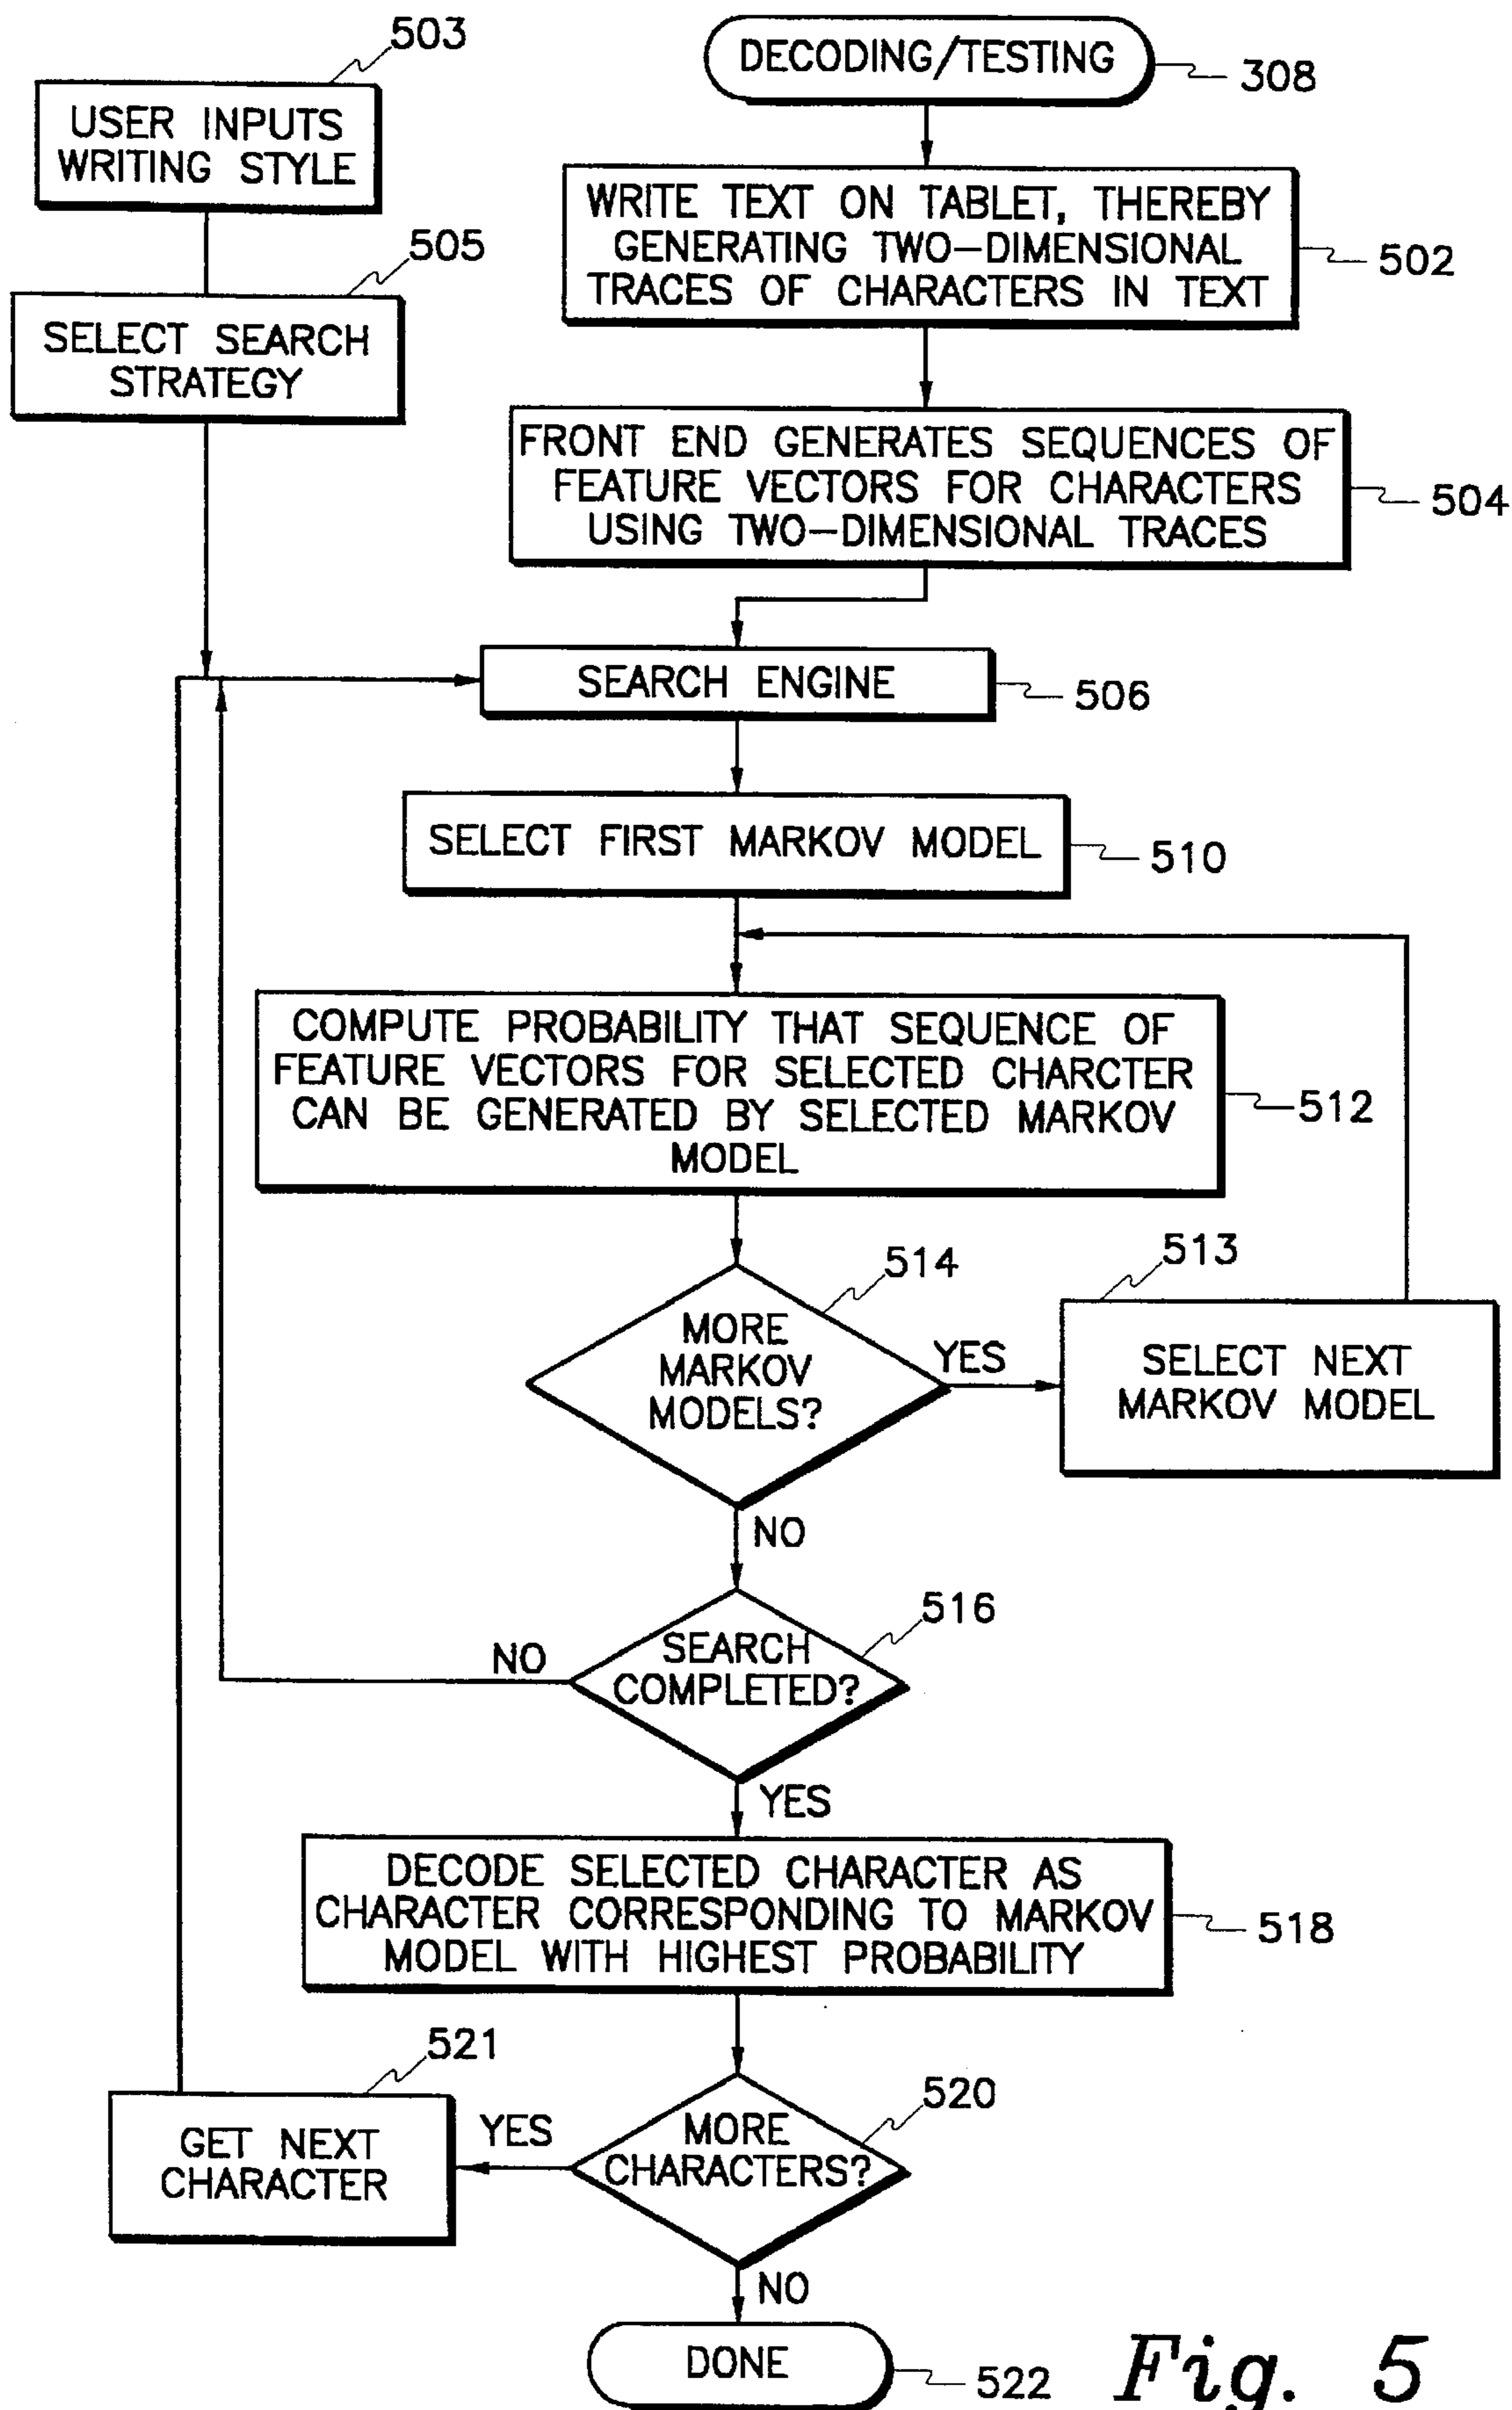 503
USER INPUTS
WRITING STYLE
505
SELECT SEARCH
STRATEGY
DECODING/TESTING
308
WRITE TEXT ON TABLET, THEREBY
GENERATING TWO-DIMENSIONAL
TRACES OF CHARACTERS IN TEXT
502
FRONT END GENERATES SEQUENCES OF
FEATURE VECTORS FOR CHARACTERS
USING TWO-DIMENSIONAL TRACES
504
SEARCH ENGINE
506
SELECT FIRST MARKOV MODEL
510
COMPUTE PROBABILITY THAT SEQUENCE OF
FEATURE VECTORS FOR SELECTED CHARCTER
CAN BE GENERATED BY SELECTED MARKOV
MODEL
512
514
MORE
MARKOV
MODELS?
YES
513
SELECT NEXT
MARKOV MODEL
NO
516
SEARCH
COMPLETED?
NO
YES
DECODE SELECTED CHARACTER AS
CHARACTER CORRESPONDING TO MARKOV
MODEL WITH HIGHEST PROBABILITY
518
520
MORE
CHARACTERS?
YES
521
GET NEXT
CHARACTER
NO
DONE
522
Fig. 5